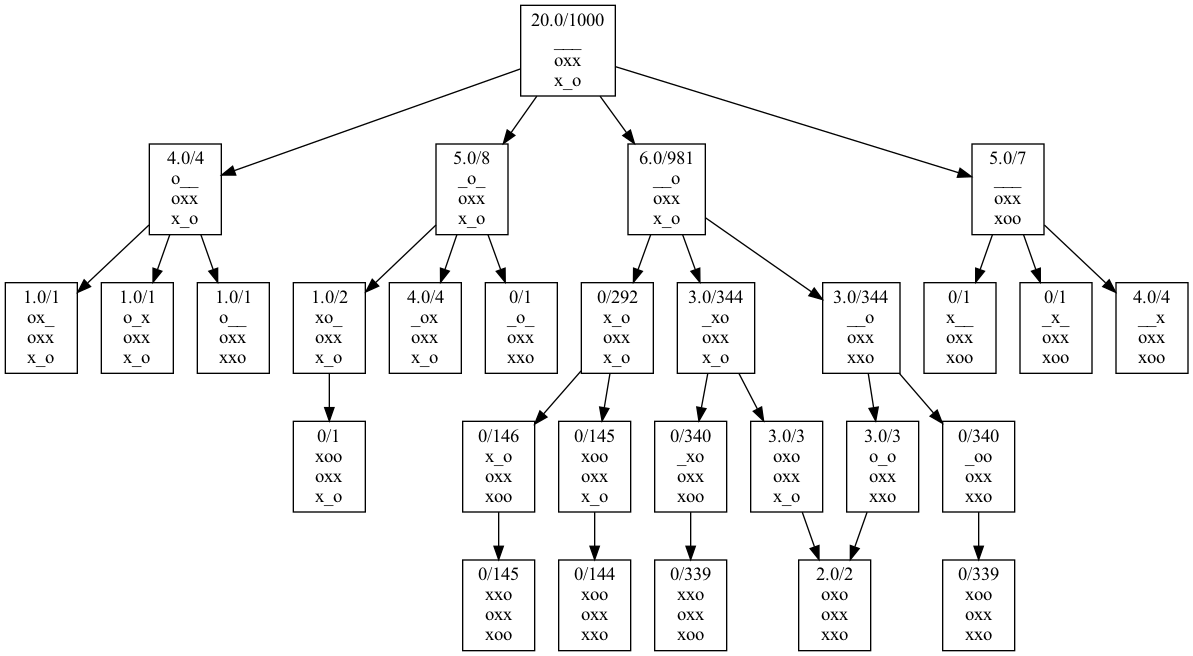 20.0/1000
___
oxx
x_o
4.0/4
o__
oxx
x_o
5.0/8
_o_
oxx
x_o
6.0/981
__o
oxx
x_o
5.0/7
___
oxx
xoo
1.0/1
ox_
oxx
x_o
1.0/1
o_x
oxx
x_o
1.0/1
o__
oxx
xxo
1.0/2
xo_
oxx
x_o
4.0/4
_ox
oxx
x_o
0/1
_o_
oxx
xxo
0/292
x_o
oxx
x_o
3.0/344
_xo
oxx
x_o
3.0/344
__o
oxx
xxo
0/1
x__
oxx
xoo
0/1
_x_
oxx
xoo
4.0/4
__x
oxx
xoo
0/1
xoo
oxx
x_o
0/146
x_o
oxx
xoo
0/145
xoo
oxx
x_o
0/340
_xo
oxx
xoo
3.0/3
oxo
oxx
x_o
3.0/3
o_o
oxx
xxo
0/340
_oo
oxx
xxo
0/145
xxo
oxx
xoo
0/144
xoo
oxx
xxo
0/339
xxo
oxx
xoo
2.0/2
oxo
oxx
xxo
0/339
xoo
oxx
xxo